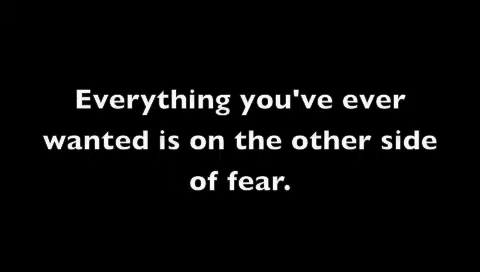 Everything you've ever
wanted is on the other side
of fear.